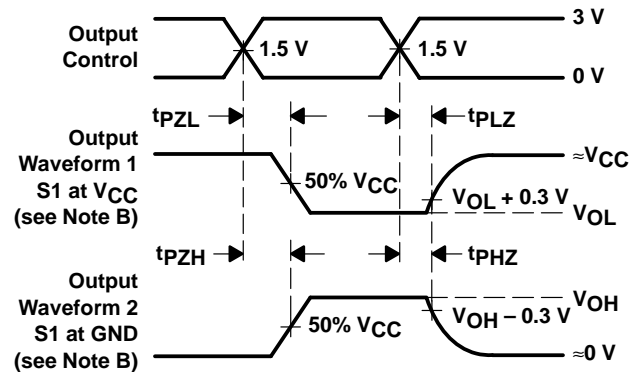 Output
Control
1.5 V
1.5 V
3 V
0 V
tPZL
tPLZ
Output
Waveform 1
S1 at VCC
(see Note B)
50% VCC
≈VCC
VOL + 0.3 V
VOL
tPZH
tPHZ
Output
Waveform 2
S1 at GND
(see Note B)
50% VCC
VOH
VOH – 0.3 V
≈0 V